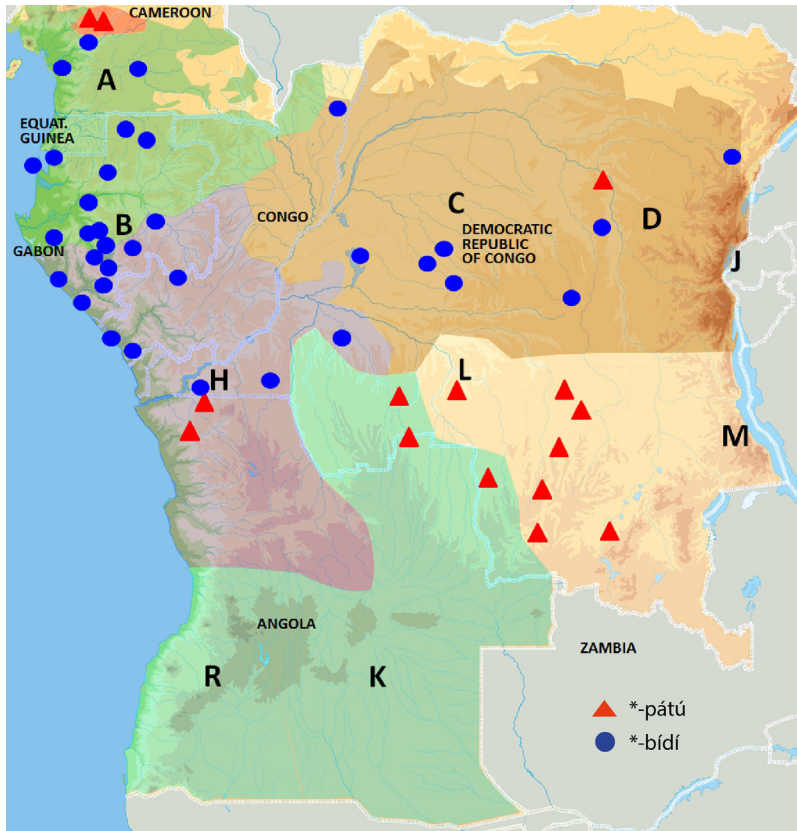 CAMEROON
A
EQUAT.
GUINEA
C
B
CONGO
D
DEMOCRATIC
REPUBLIC
OF CONGO
GABON
J
H
L
M
ANGOLA
ZAMBIA
R
K
*-pátú
*-bídí